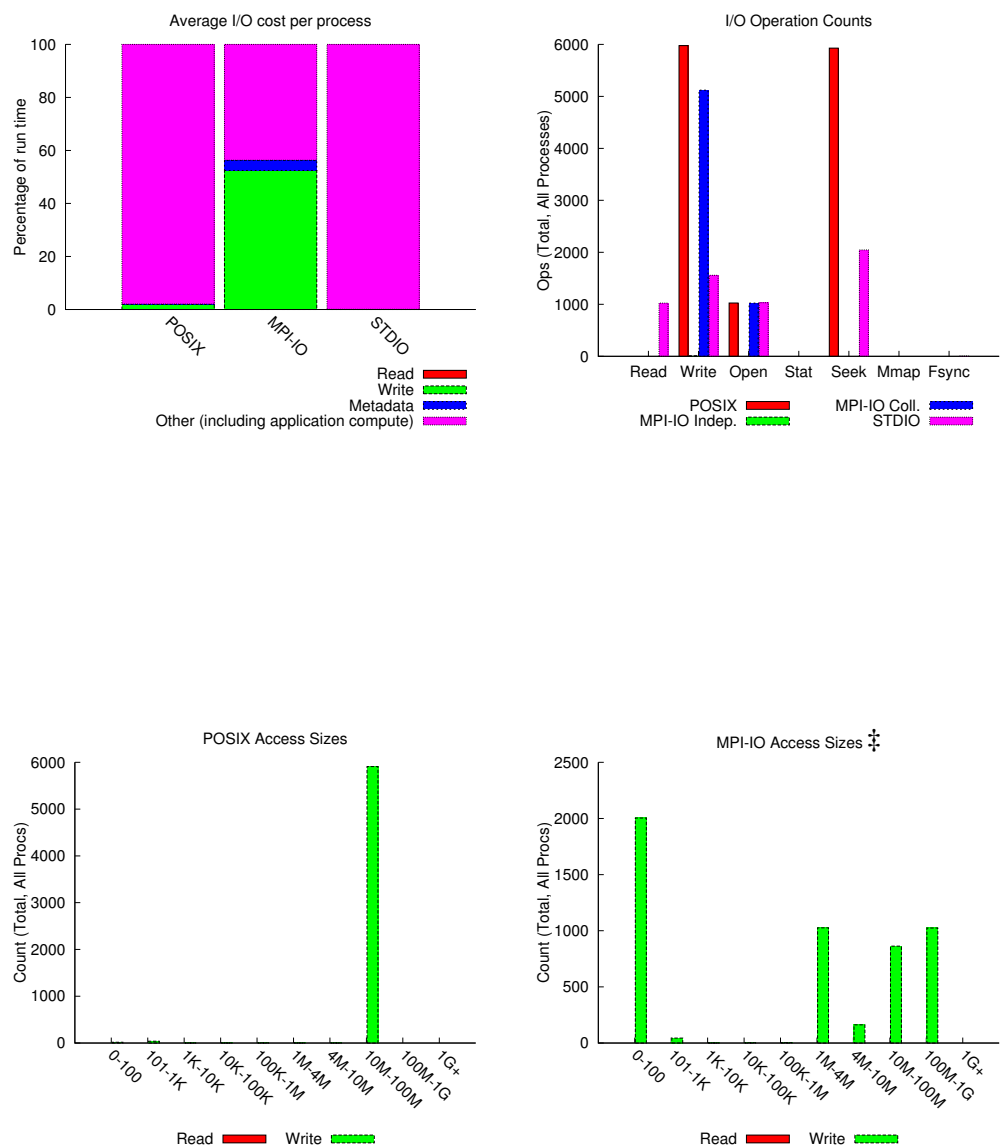 Average I/O cost per process
Percentage of run time
100
80
60
40
20
0
POSIX
MPI-IO
STDIO
Read
Write
Metadata
Other (including application compute)
I/O Operation Counts
Ops (Total, All Processes)
6000
5000
4000
3000
2000
1000
0
Read Write Open Stat Seek Mmap Fsync
POSIX
MPI-IO Indep.
MPI-IO Coll.
STDIO
POSIX Access Sizes
Count (Total, All Procs)
6000
5000
4000
3000
2000
1000
0
0-100
101-1K
1K-10K
10K-100K
100K-1M
1M-4M
4M-10M
10M-100M
100M-1G
1G+
Read Write
MPI-IO Access Sizes ‡
Count (Total, All Procs)
2500
2000
1500
1000
500
0
0-100
101-1K
1K-10K
10K-100K
100K-1M
1M-4M
4M-10M
10M-100M
100M-1G
1G+
Read Write